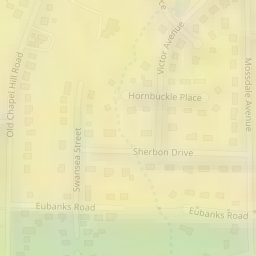 Victor Avenue
Old Chapel Hill Road
Hornbuckle Place
Mossdale Avenue
Swansea Street
Sherbon Drive
Eubanks Road
Eubanks Road